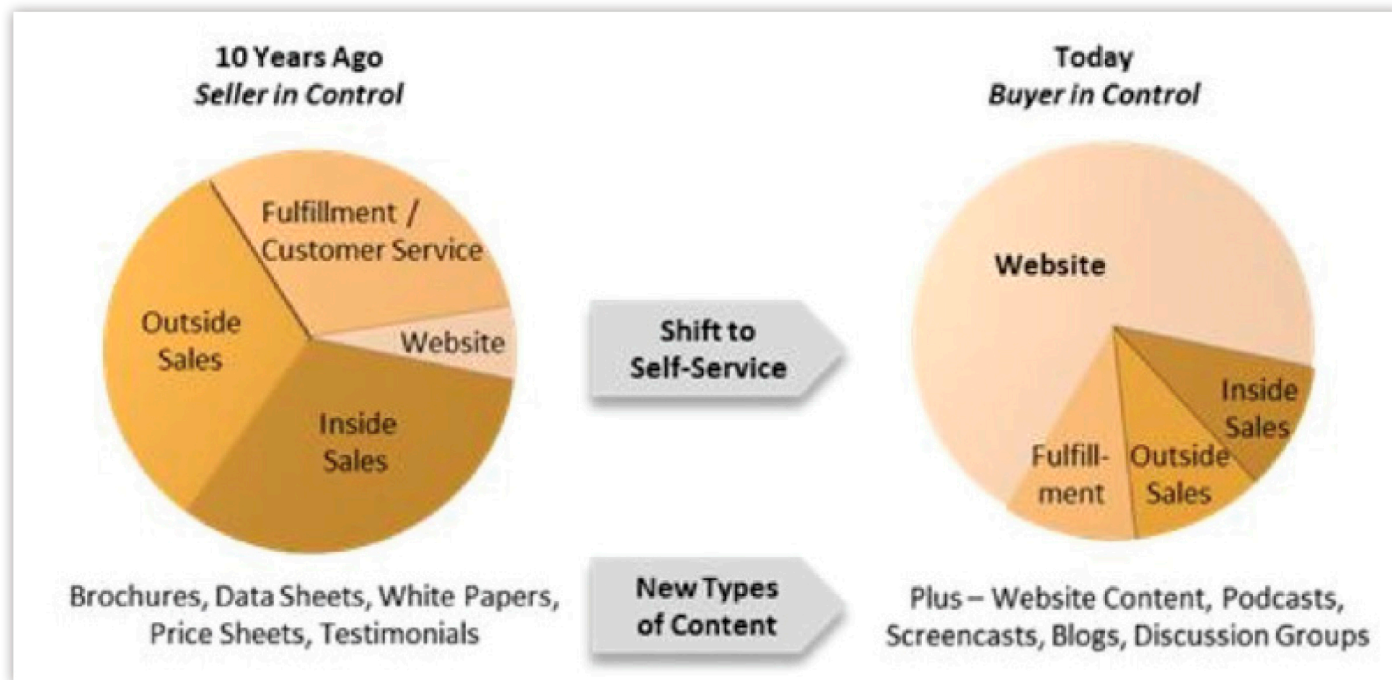 10 Years Ago
Seller in Control
Fulfillment /
Customer Service
Outside
Sales
Website
Inside
Sales
Brochures, Data Sheets, White Papers,
Price Sheets, Testimonials
Shift to
Self-Service
New Types
of Content
Today
Buyer in Control
Website
Inside
Sales
Fulfill-
ment
Outside
Sales
Plus – Website Content, Podcasts,
Screencasts, Blogs, Discussion Groups